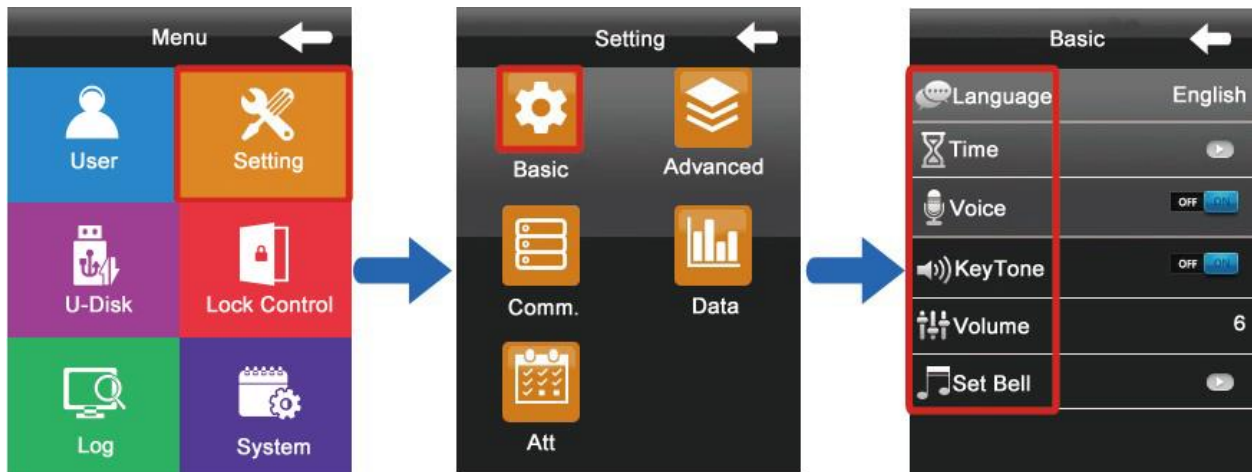 Menu
User
Setting
U-Disk
Lock Control
Log
System
Setting
Basic
Advanced
Comm.
Data
Att
Basic
Language English
Time
Voice OFF ON
KeyTone OFF ON
Volume 6
Set Bell